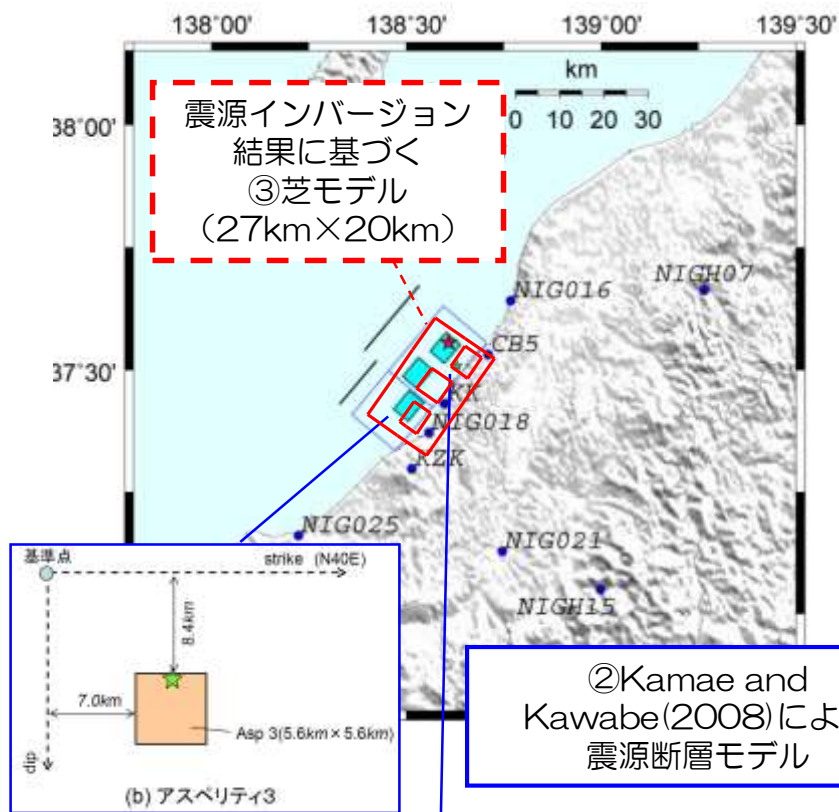 138°00' 138°30' 139°00' 139°30'
km
0 10 20 30
38°00'
震源インバージョン
結果に基づく
③芝モデル
(27km×20km)
NIG016
NIGH07
CB5
37°30'
KK
NIG018
KZK
NIG025
NIG021
NIGH15
基準点
strike (N40E)
8.4km
7.0km
Asp 3(5.6km×5.6km)
dip
(b) アスペリティ3
②Kamae and
Kawabe(2008)によ
震源断層モデル